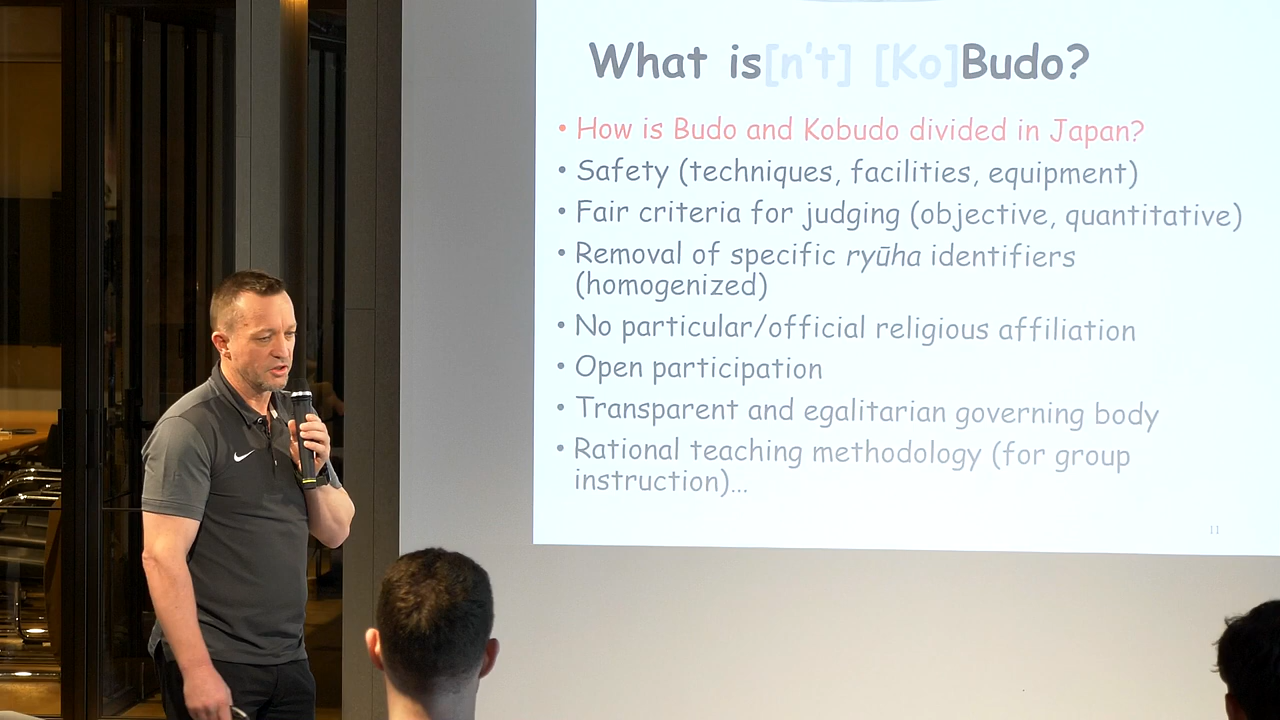 What is[n't] [Ko]Budo?
• How is Budo and Kobudo divided in Japan?
• Safety (techniques, facilities, equipment)
• Fair criteria for judging (objective, quantitative)
• Removal of specific ryūha identifiers
(homogenized)
• No particular/official religious affiliation
• Open participation
• Transparent and egalitarian governing body
• Rational teaching methodology (for group
instruction)…
11